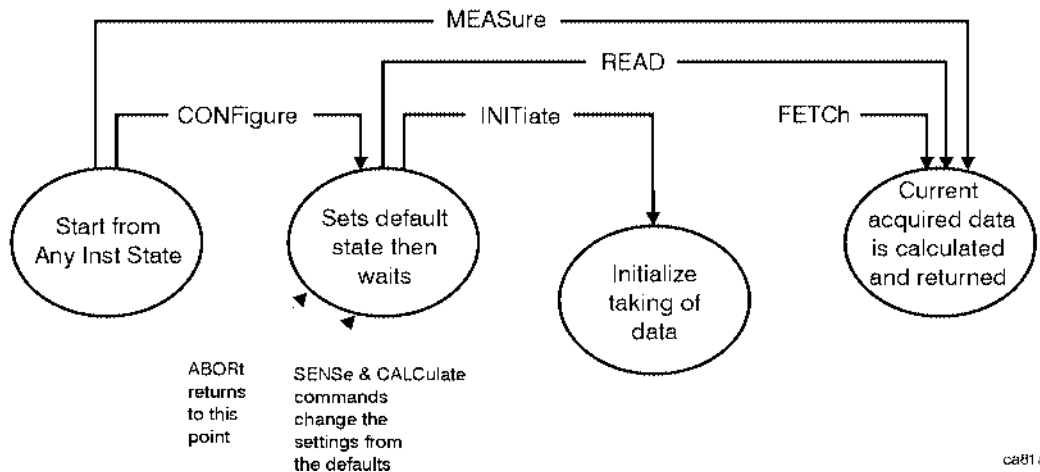 MEASure
READ
CONFigure
INITiate
FETCh
Start from
Any Inst State
Sets default
state then
waits
Initialize
taking of
data
Current
acquired data
is calculated
and returned
ABORt
returns
to this
point
SENSe & CALCulate
commands
change the
settings from
the defaults
ca81a